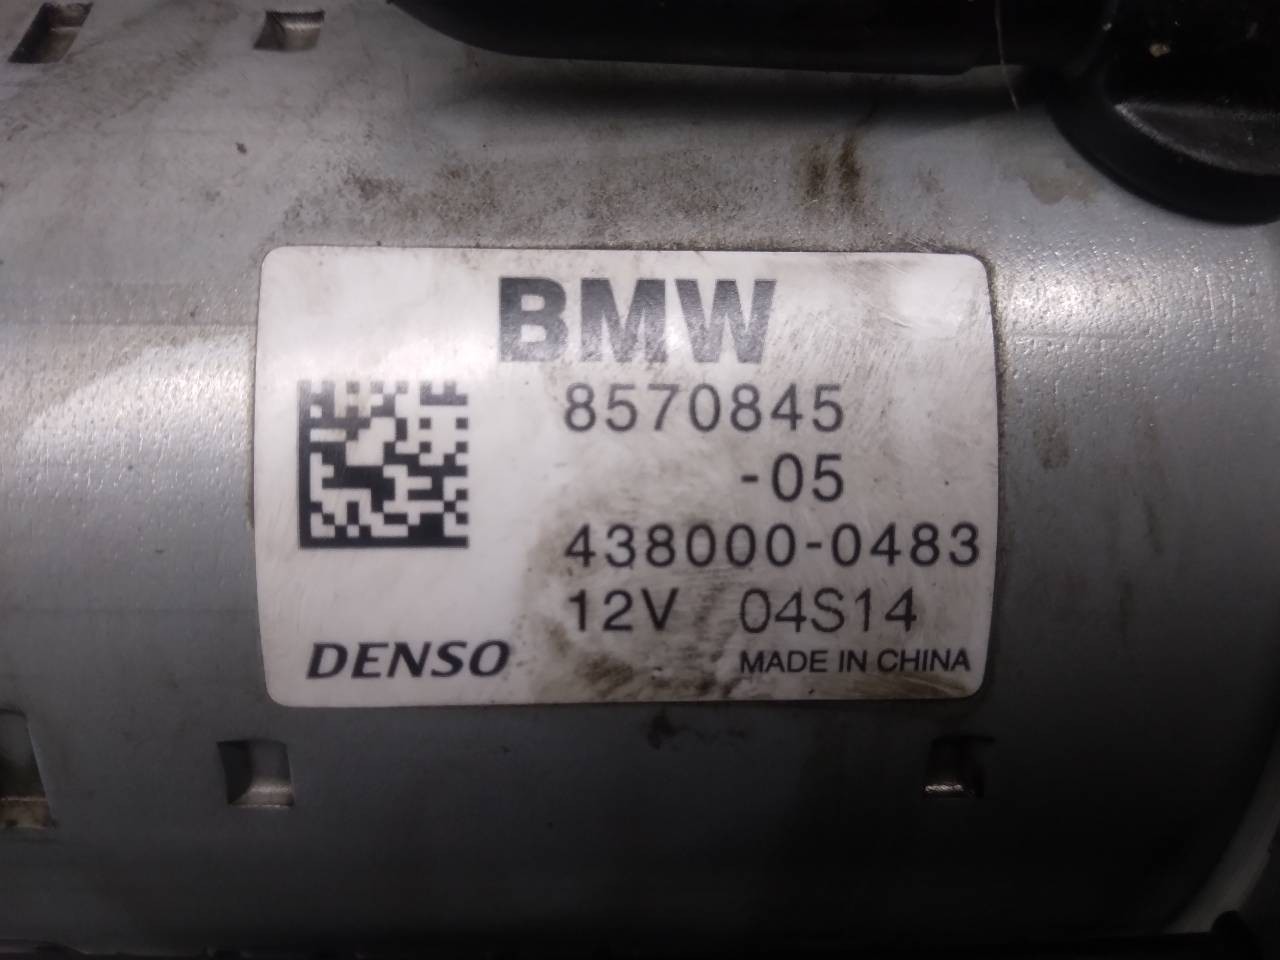 BMW
8570845
-05
438000-0483
12V 04S14
DENSO MADE IN CHINA